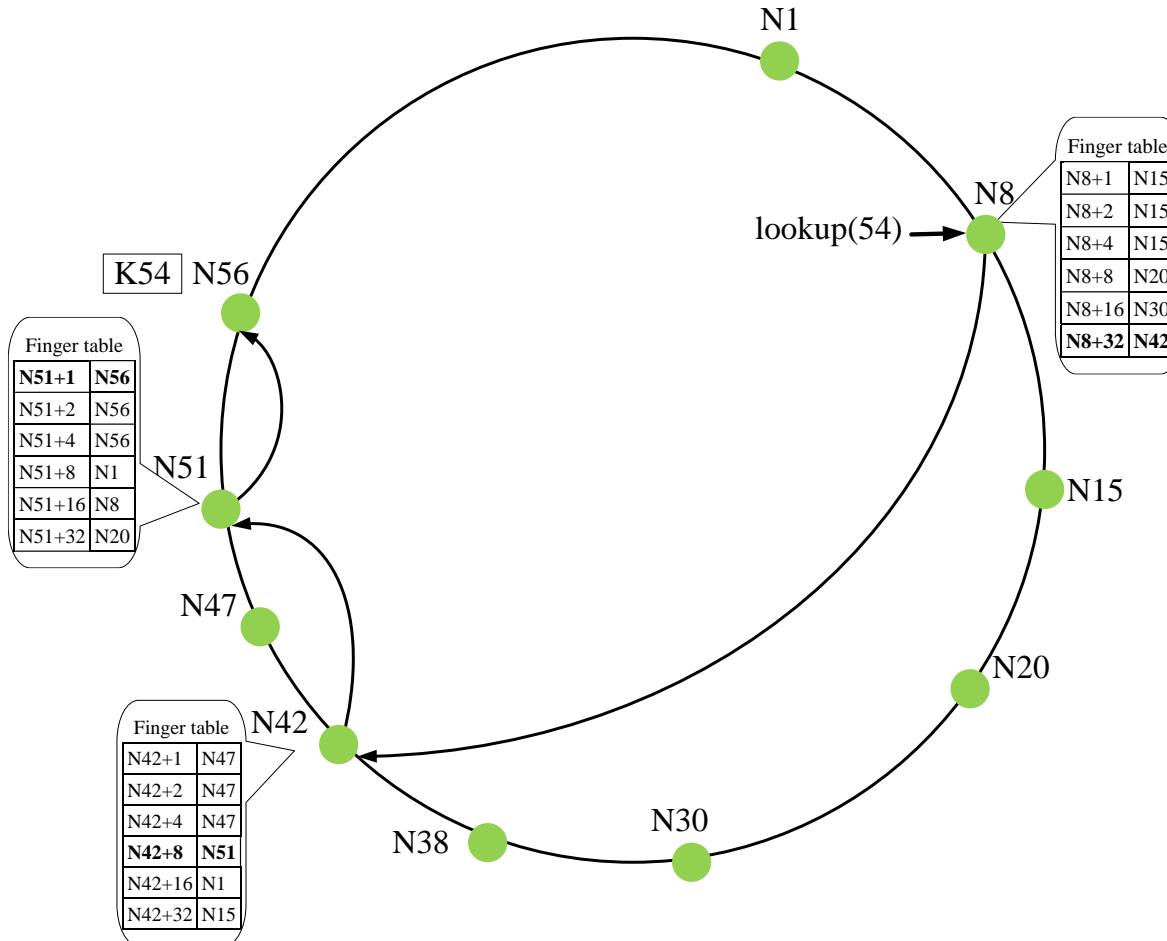 N1
Finger table
N8+1 N15
N8+2 N15
N8+4 N15
N8+8 N20
N8+16 N30
N8+32 N42
N8
lookup(54)
K54 N56
Finger table
N51+1 N56
N51+2 N56
N51+4 N56
N51+8 N1
N51+16 N8
N51+32 N20
N51
N15
N47
N20
N42
Finger table
N42+1 N47
N42+2 N47
N42+4 N47
N42+8 N51
N42+16 N1
N42+32 N15
N38
N30